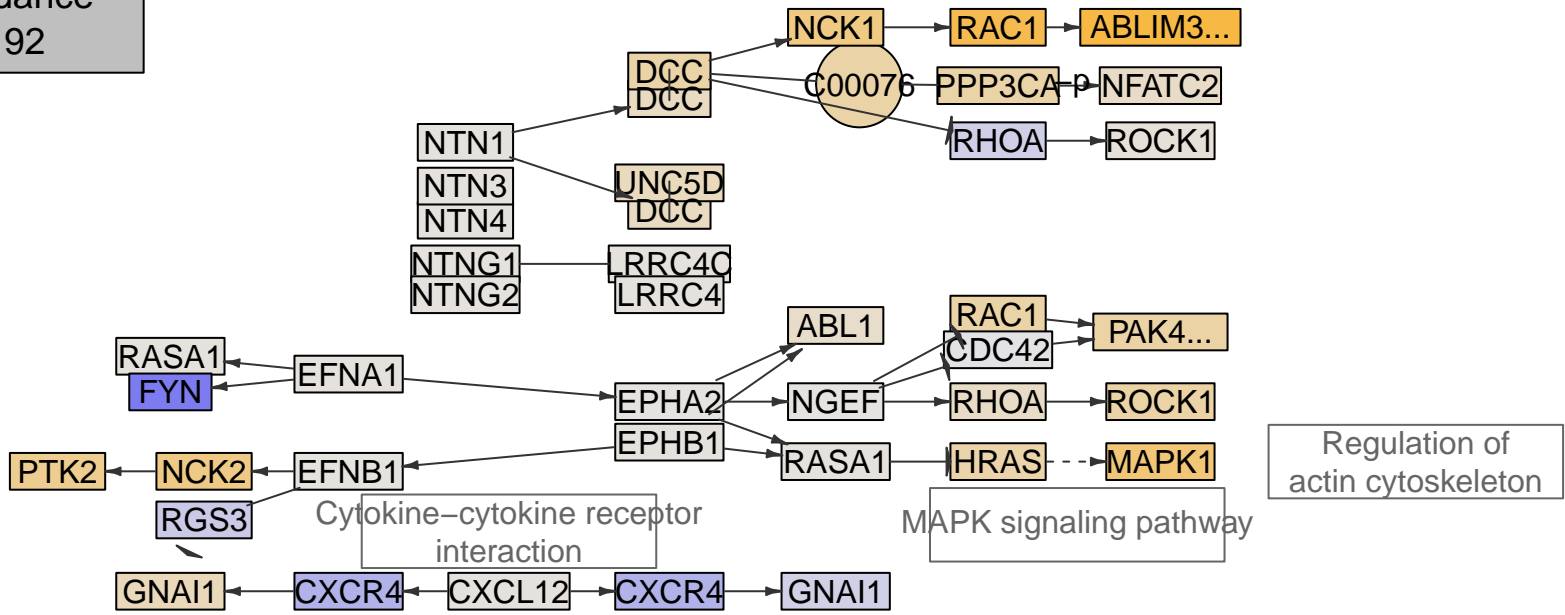 92
NCK1
RAC1
ABLIM3...
DCC
DCC
C00076
PPP3CA
-p
NFATC2
NTN1
RHOA
ROCK1
NTN3
NTN4
UNC5D
DCC
NTNG1
NTNG2
LRRC4C
LRRC4
RASA1
FYN
EFNA1
ABL1
RAC1
CDC42
PAK4...
EPHA2
EPHB1
NGEF
RHOA
ROCK1
PTK2
NCK2
EFNB1
RASA1
HRAS
MAPK1
Regulation of
actin cytoskeleton
RGS3
Cytokine–cytokine receptor
interaction
MAPK signaling pathway
GNAI1
CXCR4
CXCL12
CXCR4
GNAI1